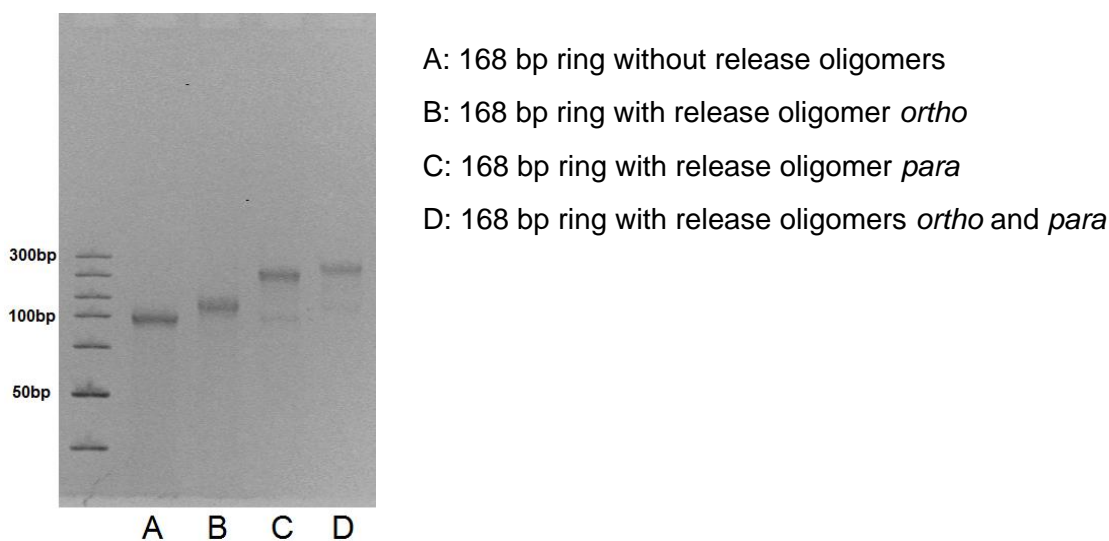 300bp
100bp
50bp
A B C D
A: 168 bp ring without release oligomers
B: 168 bp ring with release oligomer ortho
C: 168 bp ring with release oligomer para
D: 168 bp ring with release oligomers ortho and para